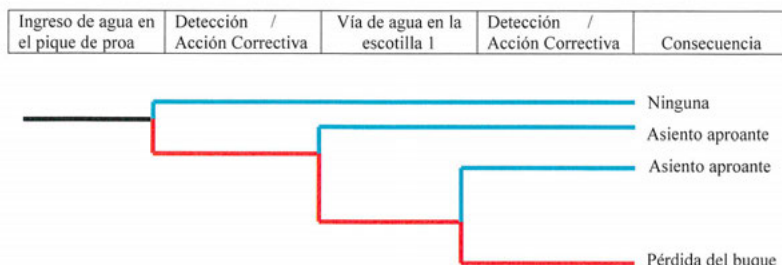 Ingreso de agua en
el pique de proa
Detección /
Acción Correctiva
Vía de agua en la
escotilla 1
Detección /
Acción Correctiva
Consecuencia
Ninguna
Asiento aproante
Asiento aproante
Pérdida del buque